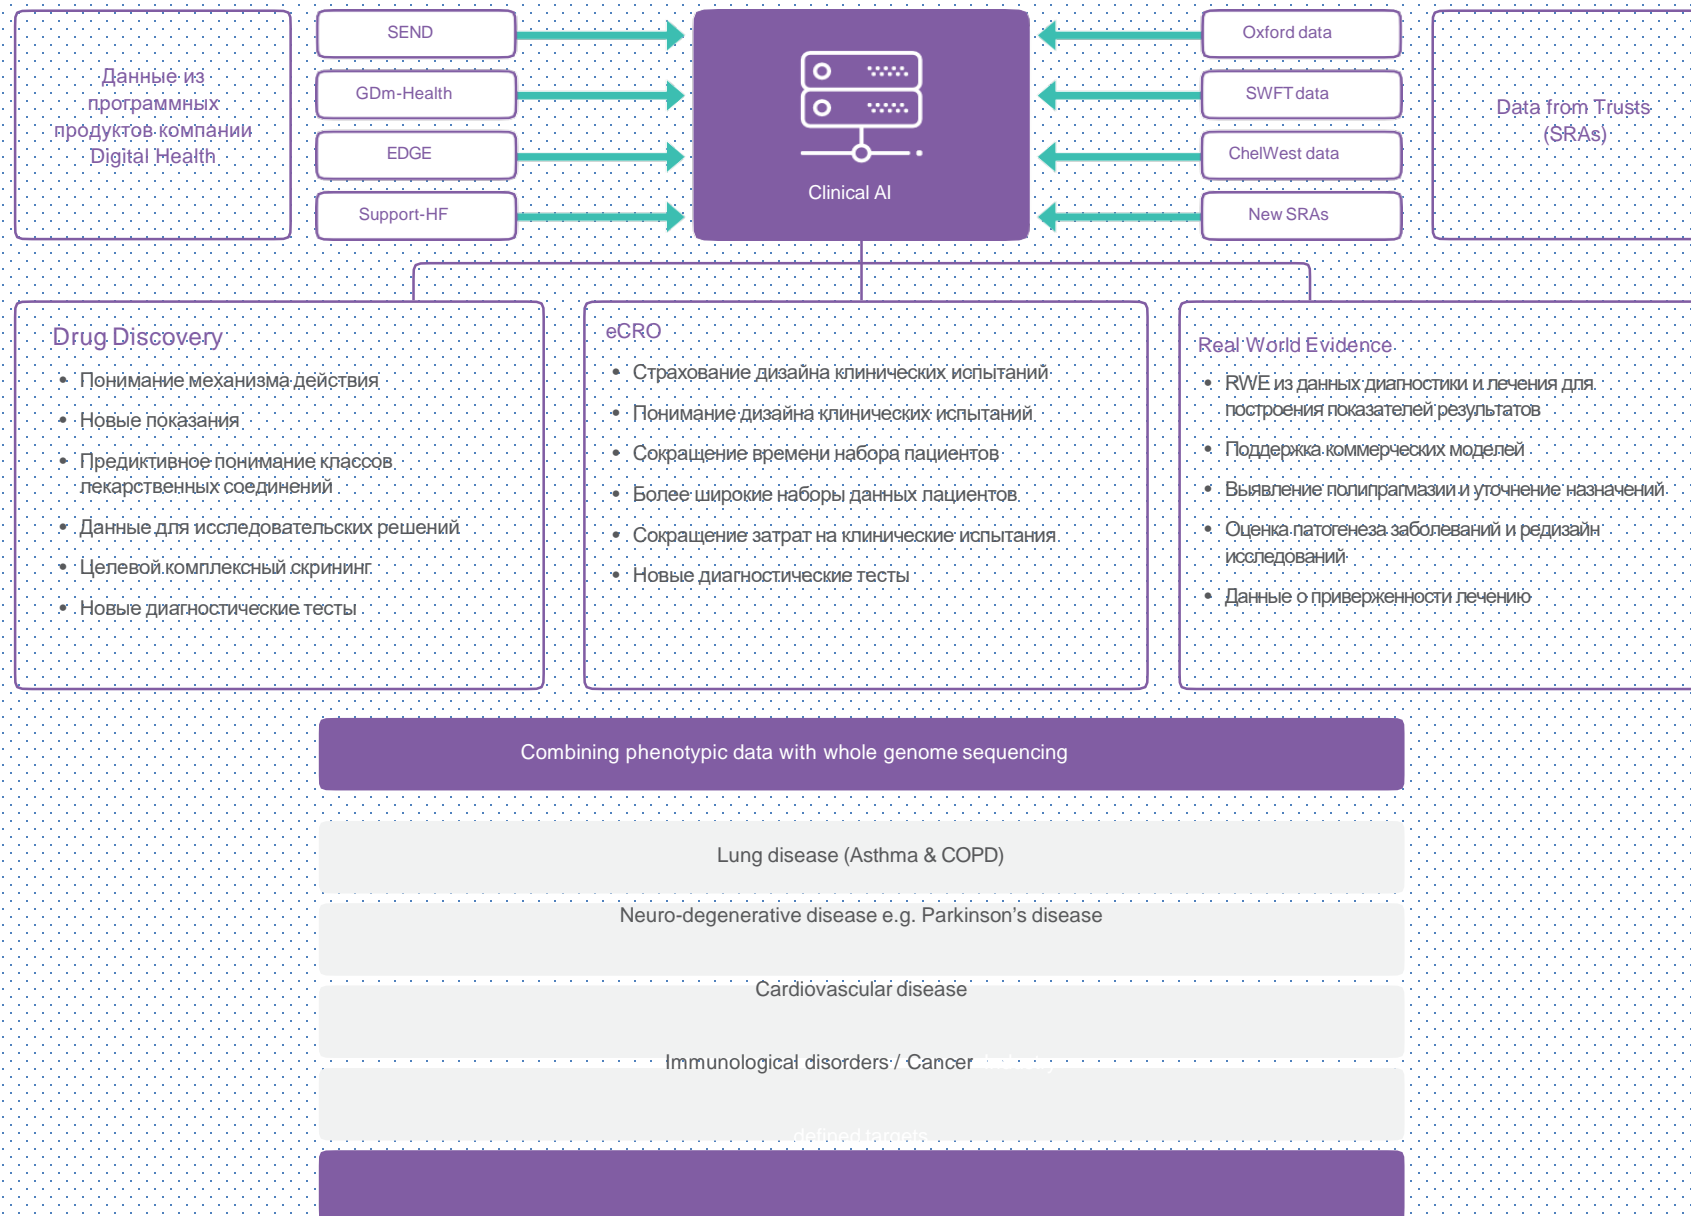 Данные из
программных
продуктов компании
Digital Health
SEND
GDm-Health
EDGE
Support-HF
Clinical AI
Oxford data
SWFT data
ChelWest data
New SRAs
Data from Trusts
(SRAs)
Drug Discovery
• Понимание механизма действия
• Новые показания
• Предиктивное понимание классов
лекарственных соединений
• Данные для исследовательских решений
• Целевой комплексный скрининг
• Новые диагностические тесты
eCRO
• Страхование дизайна клинических испытаний
• Понимание дизайна клинических испытаний
• Сокращение времени набора пациентов
• Более широкие наборы данных пациентов
• Сокращение затрат на клинические испытания
• Новые диагностические тесты
Real World Evidence
• RWE из данных диагностики и лечения для
построения показателей результатов
• Поддержка коммерческих моделей
• Выявление полипрагмазии и уточнение назначений
• Оценка патогенеза заболеваний и редизайн
исследований
• Данные о приверженности лечению
Combining phenotypic data with whole genome sequencing
Lung disease (Asthma & COPD)
Neuro-degenerative disease e.g. Parkinson's disease
Cardiovascular disease
Immunological disorders / Cancer
defined targets